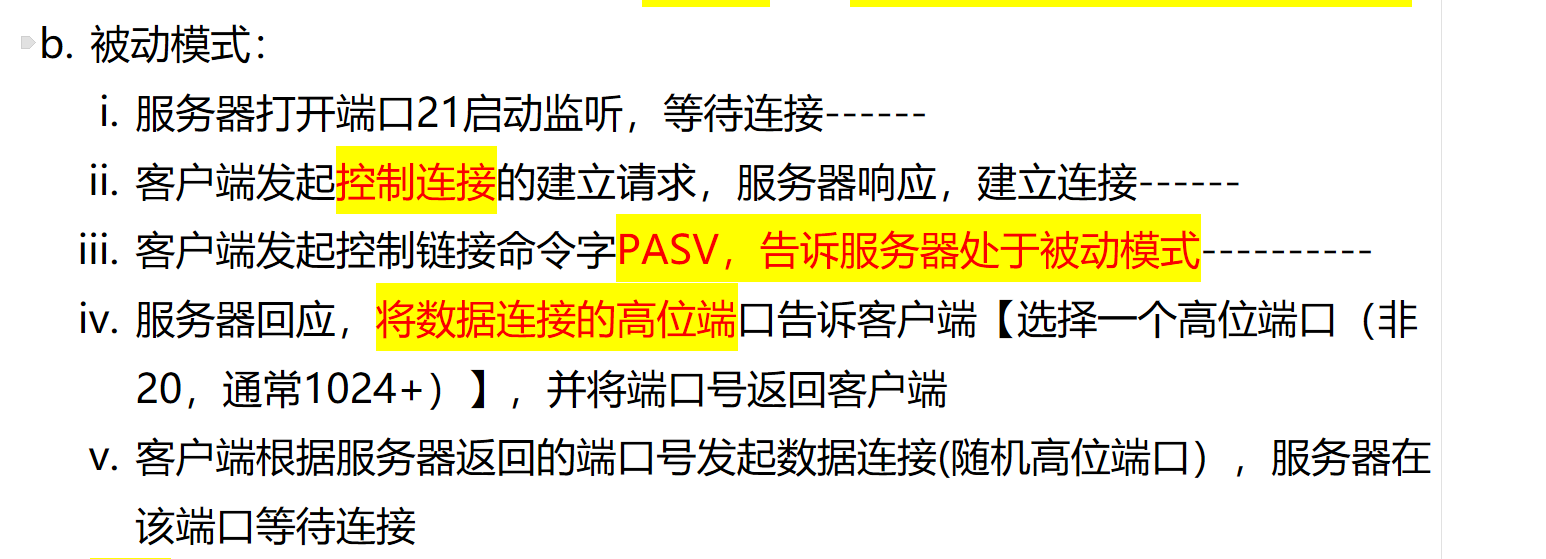 b. 被动模式：
i. 服务器打开端口21启动监听，等待连接------
ii. 客户端发起控制连接的建立请求，服务器响应，建立连接------
iii. 客户端发起控制链接命令字PASV，告诉服务器处于被动模式----------
iv. 服务器回应，将数据连接的高位端口告诉客户端【选择一个高位端口（非
20，通常1024+）】，并将端口号返回客户端
v. 客户端根据服务器返回的端口号发起数据连接(随机高位端口），服务器在
该端口等待连接